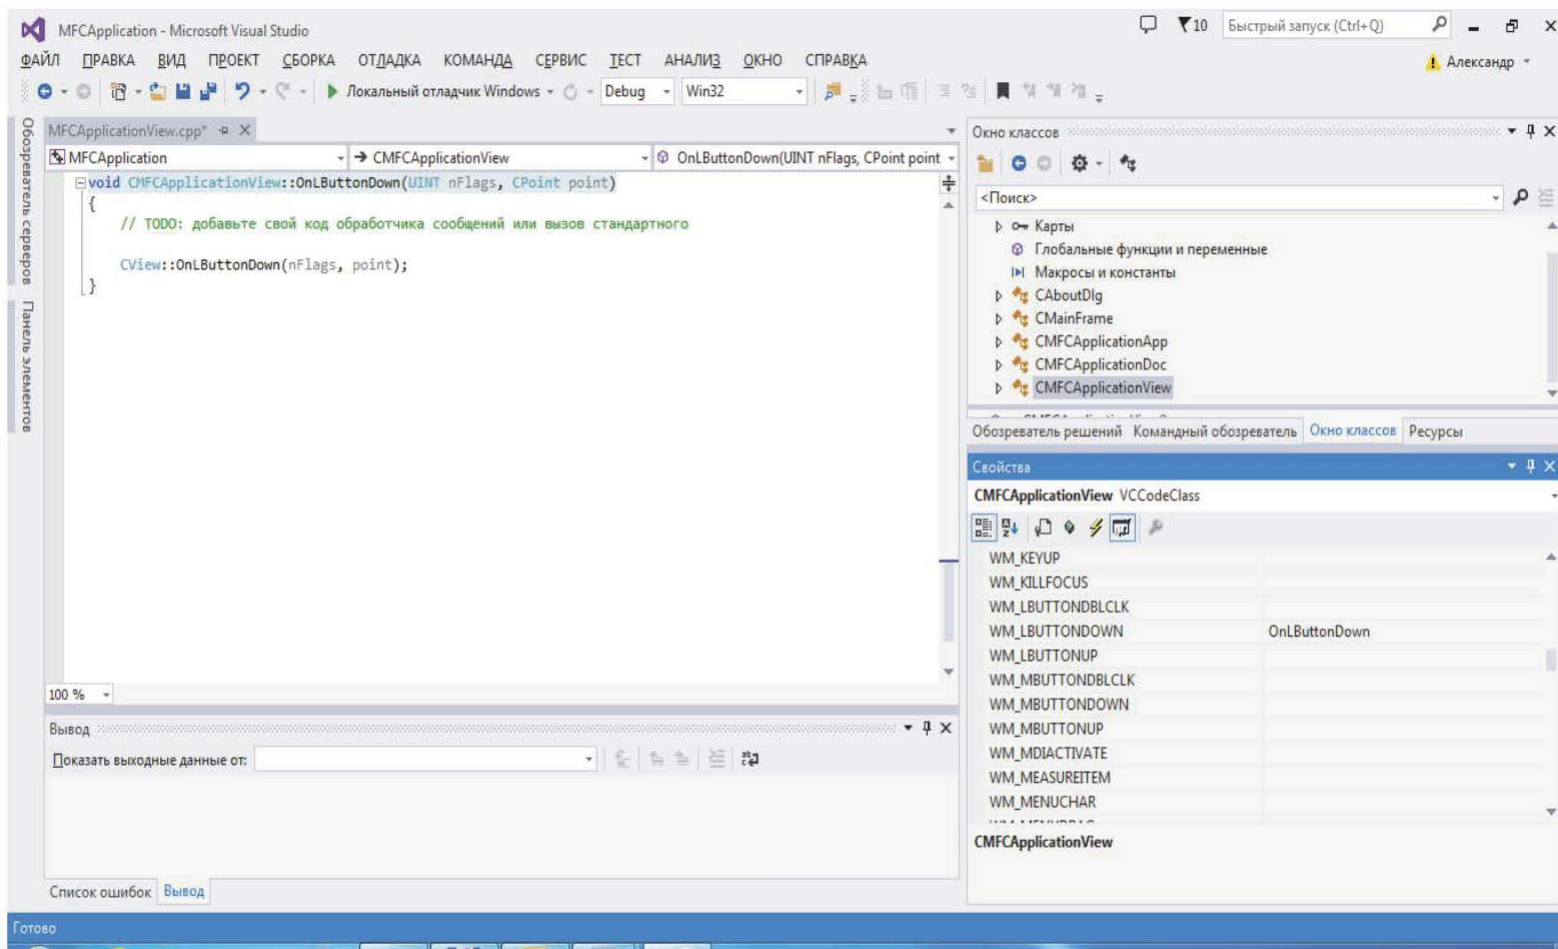 MFCApplication - Microsoft Visual Studio
10 Быстрый запуск (Ctrl+Q)
ФАЙЛ ПРАВКА ВИД ПРОЕКТ СБОРКА ОТЛАДКА КОМАНДА СЕРВИС ТЕСТ АНАЛИЗ ОКНО СПРАВКА
Александр
Локальный отладчик Windows Debug Win32
Обозреватель серверов
Панель элементов
MFCApplicationView.cpp*
MFCApplication CMFCApplicationView OnLButtonDown(UINT nFlags, CPoint point
void CMFCApplicationView::OnLButtonDown(UINT nFlags, CPoint point)
{
// TODO: добавьте свой код обработчика сообщений или вызов стандартного
CView::OnLButtonDown(nFlags, point);
}
100 %
Вывод
Показать выходные данные от:
Список ошибок Вывод
Окно классов
<Поиск>
Карты
Глобальные функции и переменные
Макросы и константы
CAboutDlg
CMainFrame
CMFCApplicationApp
CMFCApplicationDoc
CMFCApplicationView
Обозреватель решений Командный обозреватель Окно классов Ресурсы
Свойства
CMFCApplicationView VCCodeClass
WM_KEYUP
WM_KILLFOCUS
WM_LBUTTONDBLCLK
WM_LBUTTONDOWN OnLButtonDown
WM_LBUTTONUP
WM_MBUTTONDBLCLK
WM_MBUTTONDOWN
WM_MBUTTONUP
WM_MDIACTIVATE
WM_MEASUREITEM
WM_MENUCHAR
CMFCApplicationView
Готово